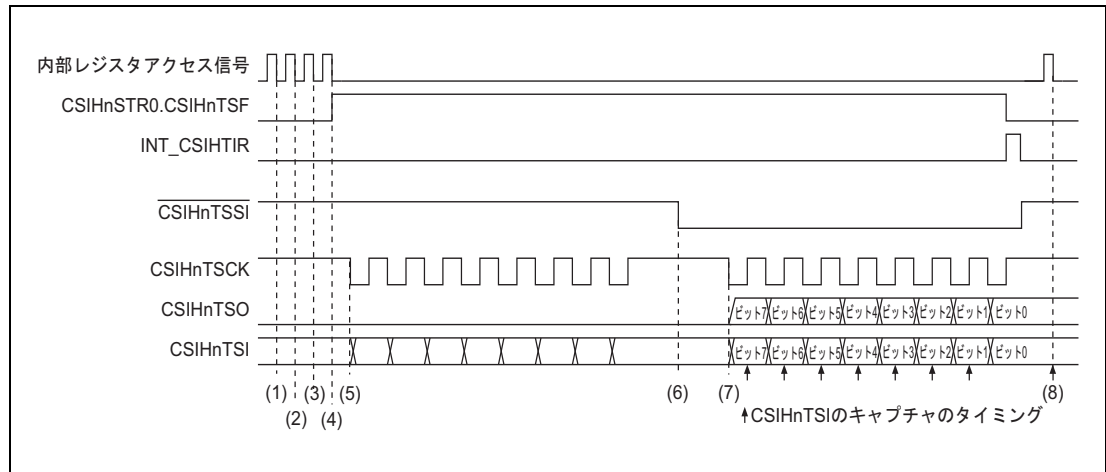 内部レジスタアクセス信号
CSIHnSTR0.CSIHnTSF
INT_CSIHTIR
CSIHnTSSI
CSIHnTSCK
CSIHnTSO
ビット7 ビット6 ビット5 ビット4 ビット3 ビット2 ビット1 ビット0
CSIHnTSI
ビット7 ビット6 ビット5 ビット4 ビット3 ビット2 ビット1 ビット0
(1) (3) (5) (6) (7) (8)
(2) (4)
CSIHnTSIのキャプチャのタイミング